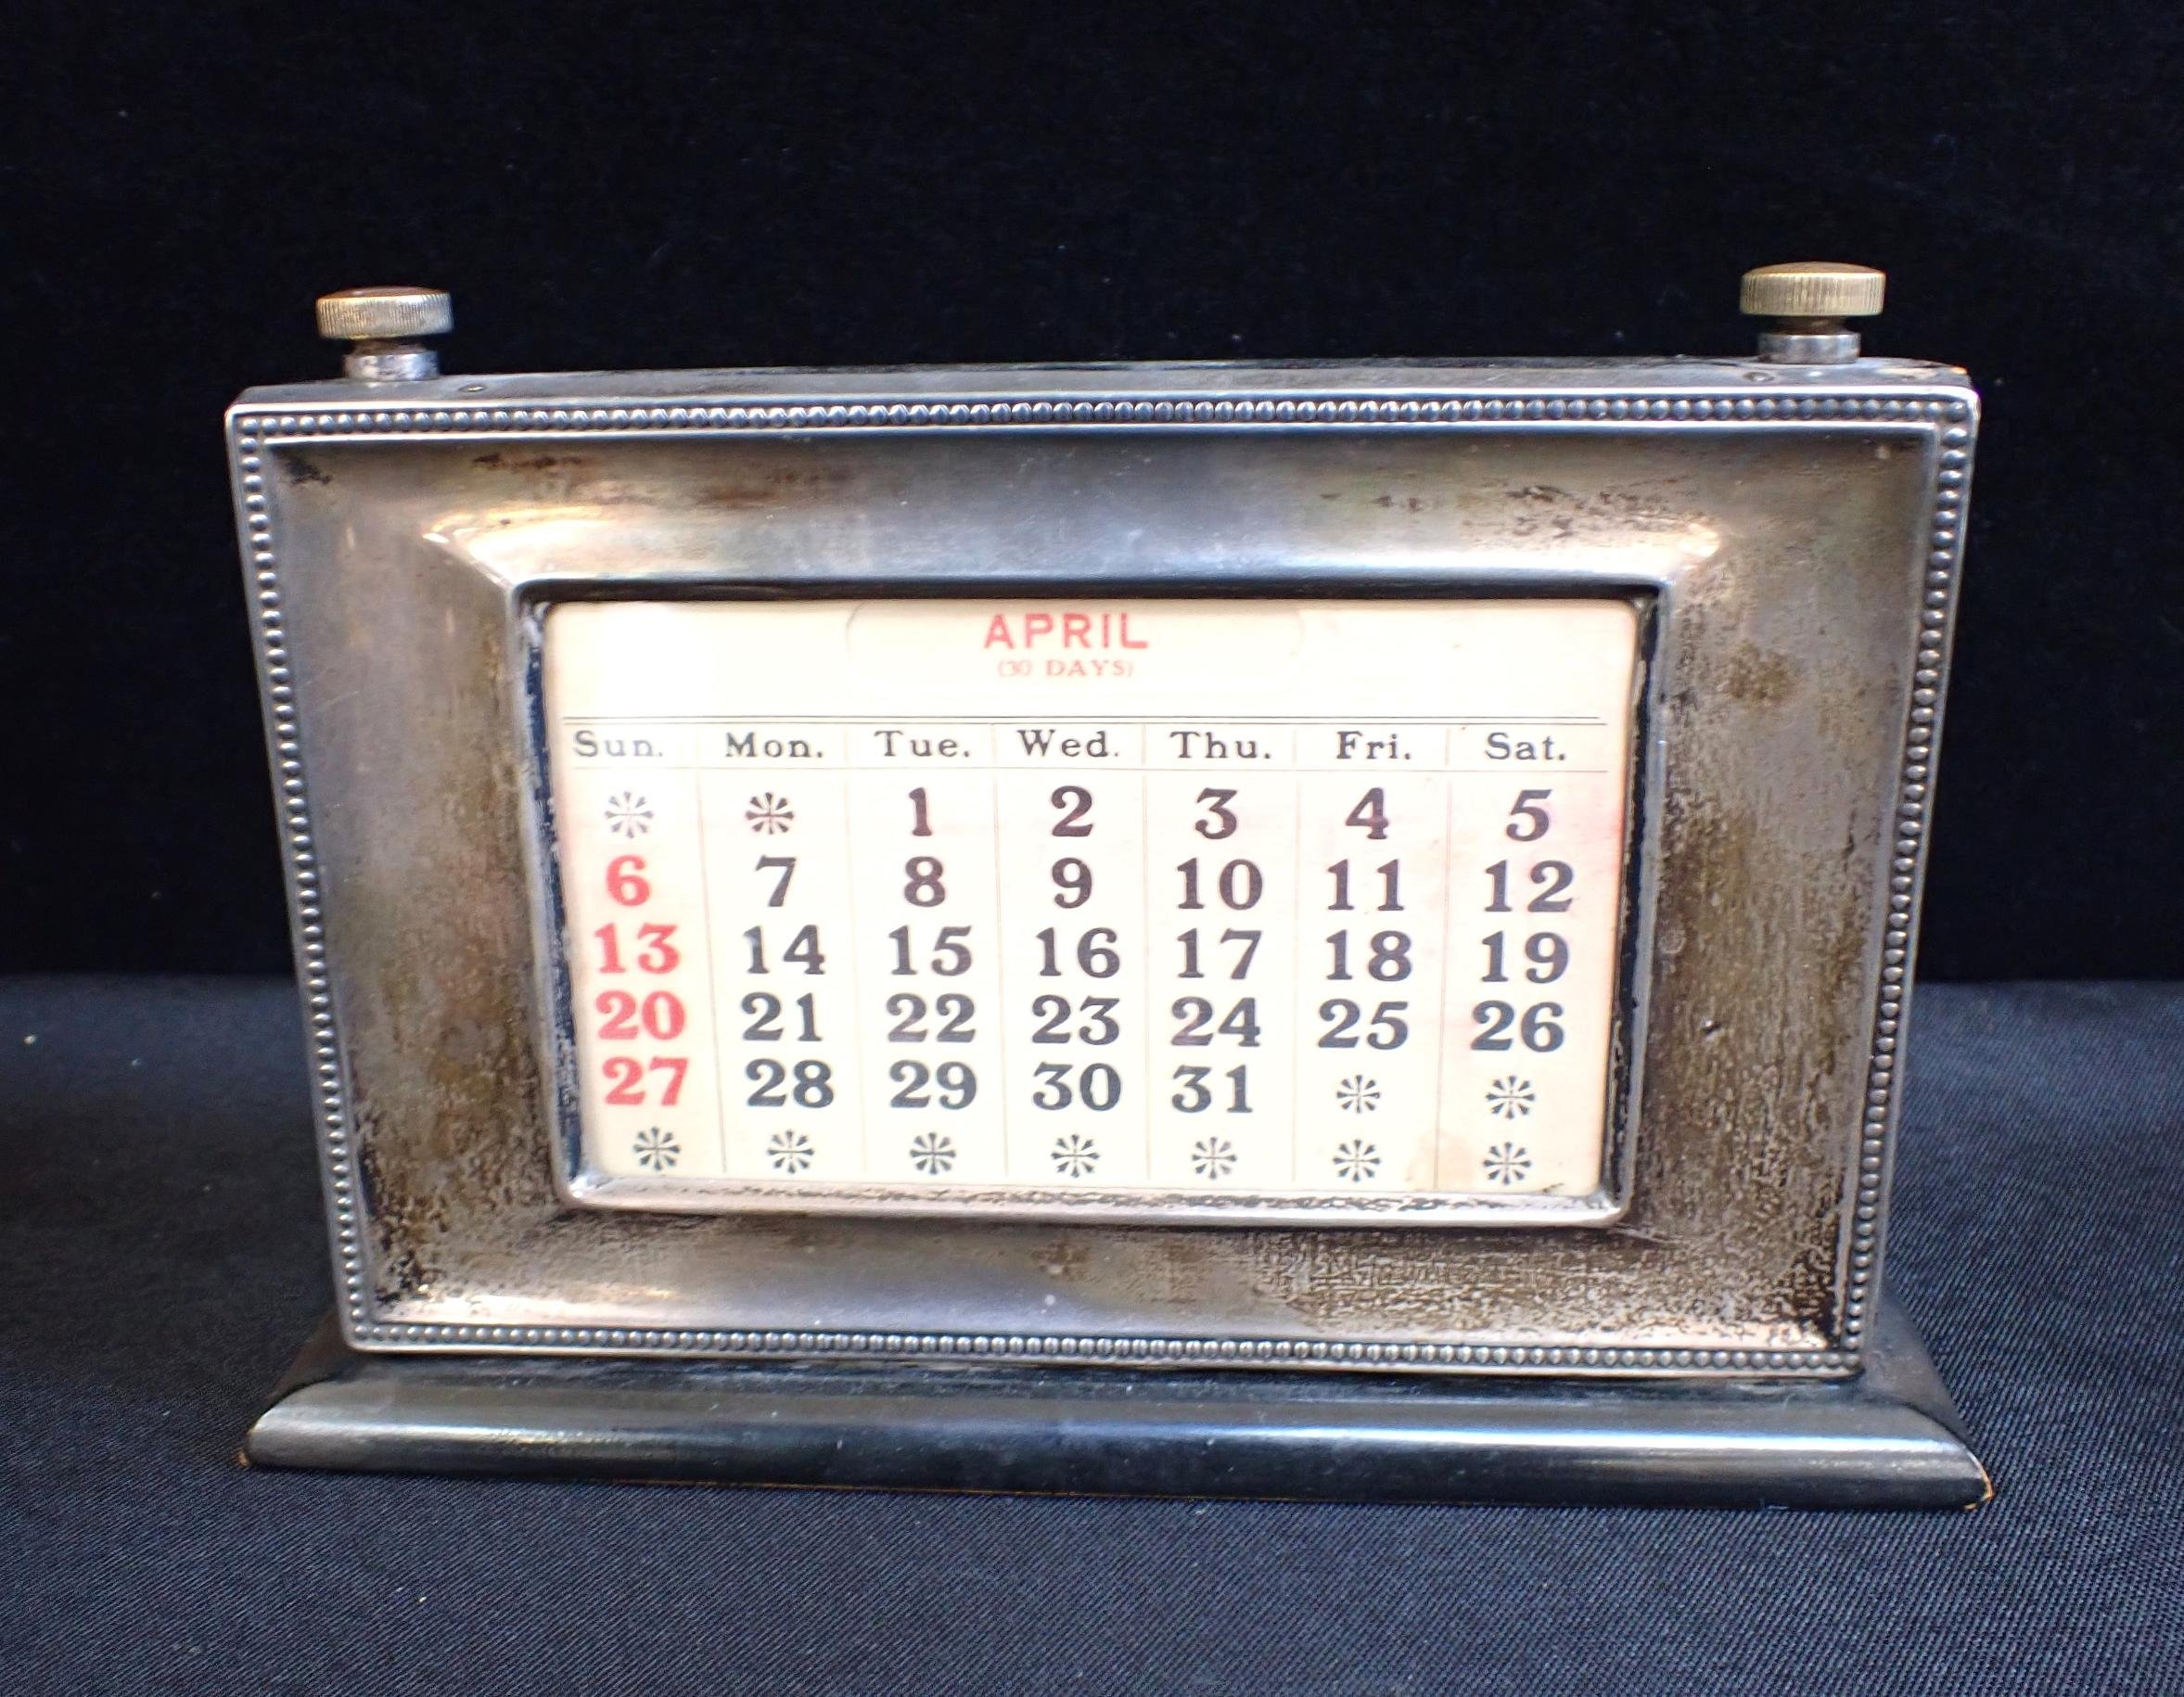 APRIL
(30 DAYS)
Sun. Mon. Tue. Wed. Thu. Fri. Sat.
1 2 3 4 5
6 7 8 9 10 11 12
13 14 15 16 17 18 19
20 21 22 23 24 25 26
27 28 29 30 31